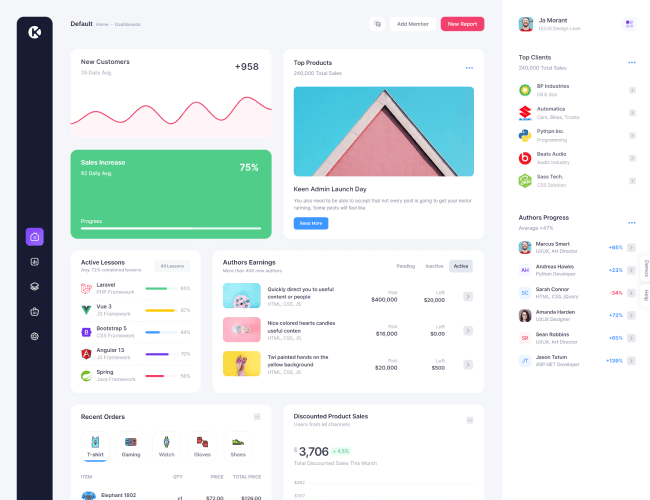 Default
Home - Dashboards
Add Member
New Report
New Customers
28 Daily Avg.
+958
Sales Increase
82 Daily Avg.
75%
Progress
Top Products
240,000 Total Sales
Keen Admin Launch Day
You also need to be able to accept that not every post is going to get your motor
running. Some posts will feel like
Read More
Active Lessons
Avg. 72% completed lessons
All Lessons
Laravel
PHP Framework
65%
Vue 3
JS Framework
87%
Bootstrap 5
CSS Framework
44%
Angular 13
JS Framework
70%
Spring
Java Framework
56%
Authors Earnings
More than 400 new authors
Pending
Inactive
Active
Quickly direct you to useful
content or people
HTML, CSS, JS
Paid
$400,000
Left
$20,000
Nice colored hearts candies
useful conten
HTML, CSS, JS
Paid
$16,000
Left
$0.00
Twi painted hands on the
yellow background
HTML, CSS, JS
Paid
$20,000
Left
$500
Recent Orders
T-shirt
Gaming
Watch
Gloves
Shoes
ITEM
QTY
PRICE
TOTAL PRICE
Elephant 1802
x1
$72.00
$126.00
Discounted Product Sales
Users from all channels
$
3,706
+ 4.5%
Total Discounted Sales This Month
$362
$357
Ja Morant
UI/UX Design Lean
Top Clients
240,000 Total Sales
BP Industries
Oil & Gas
Automatica
Cars, Bikes, Trucks
Pythpn Inc.
Programming
Beats Audio
Audio Industry
Sass Tech.
CSS Solution
Authors Progress
Average +47%
Marcus Smart
UI/UX, Art Director
+65%
AH
Andreas Hawks
Python Developer
+23%
SC
Sarah Connor
HTML, CSS, jQuery
-34%
Amanda Harden
UI/UX Designer
+72%
SR
Sean Robbins
UI/UX, Art Director
+85%
JT
Jason Tatum
ASP.NET Developer
+139%
Demos
Help